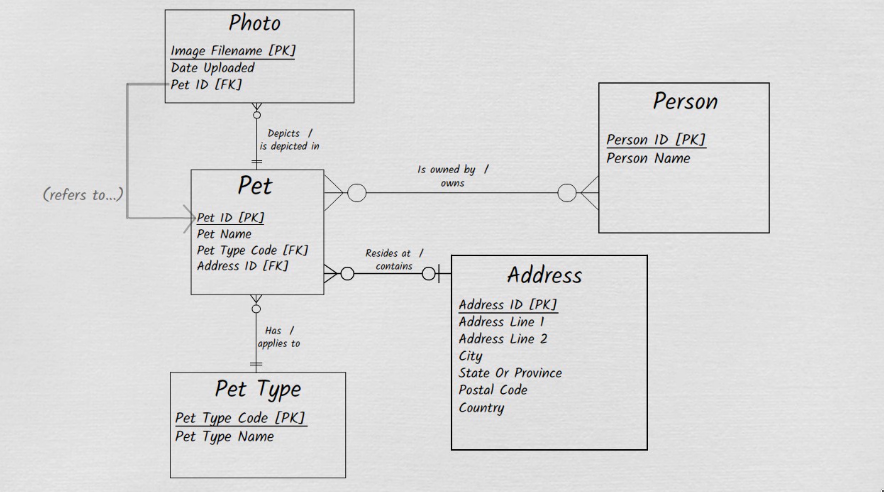 Photo
Image Filename [PK]
Date Uploaded
Pet ID [FK]
Depicts /
is depicted in
(refers to...)
Pet
Pet ID [PK]
Pet Name
Pet Type Code [FK]
Address ID [FK]
Is owned by /
owns
Person
Person ID [PK]
Person Name
Resides at /
contains
Address
Address ID [PK]
Address Line 1
Address Line 2
City
State Or Province
Postal Code
Country
Has /
applies to
Pet Type
Pet Type Code [PK]
Pet Type Name